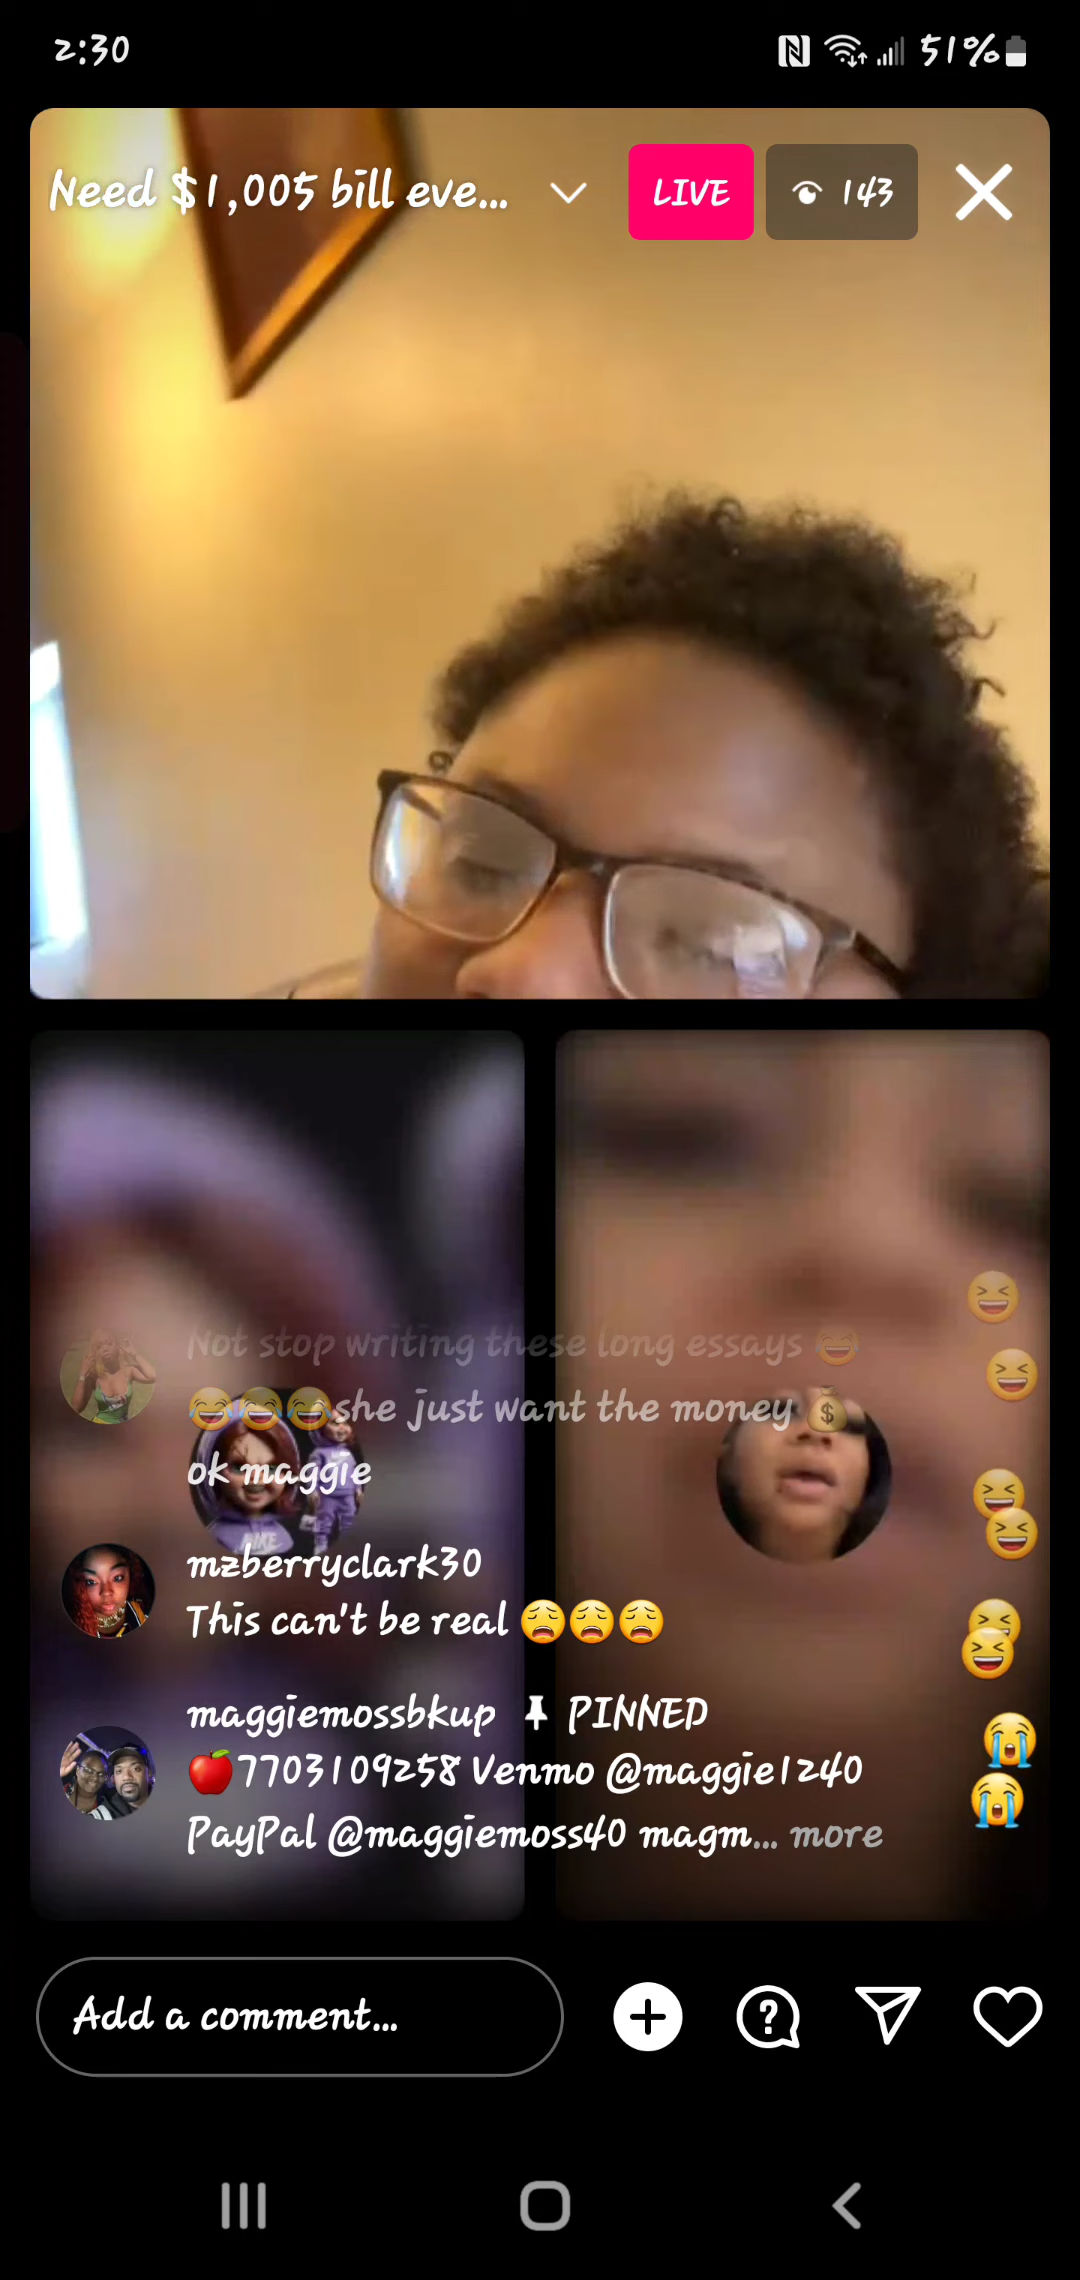 2:30
51%
Need $1,005 bill eve...
LIVE
143
Not stop writing these long essays 😂
😂😂😂she just want the money 💰
ok maggie
NIKE
mzberryclark30
This can't be real 😩😩😩
maggiemossbkup 📌 PINNED
🍎7703109258 Venmo @maggie1240
PayPal @maggiemoss40 magm... more
Add a comment...